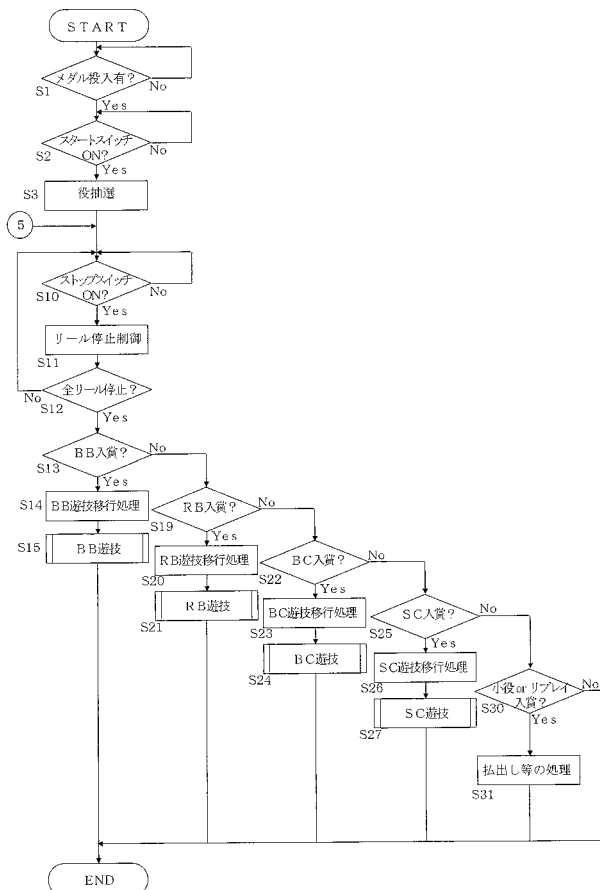 START
メダル投入有？
S1
No
Yes
スタートスイッチ
ON?
S2
No
Yes
S3
役抽選
5
ストップスイッチ
ON?
S10
No
Yes
リール停止制御
S11
全リール停止？
No
S12
Yes
BB入賞？
No
S13
Yes
S14
BB遊技移行処理
S15
BB遊技
RB入賞？
No
S19
Yes
RB遊技移行処理
S20
RB遊技
S21
BC入賞？
No
S22
Yes
BC遊技移行処理
S23
BC遊技
S24
SC入賞？
No
S25
Yes
SC遊技移行処理
S26
SC遊技
S27
小役orリプレイ
入賞？
No
S30
Yes
払出し等の処理
S31
END